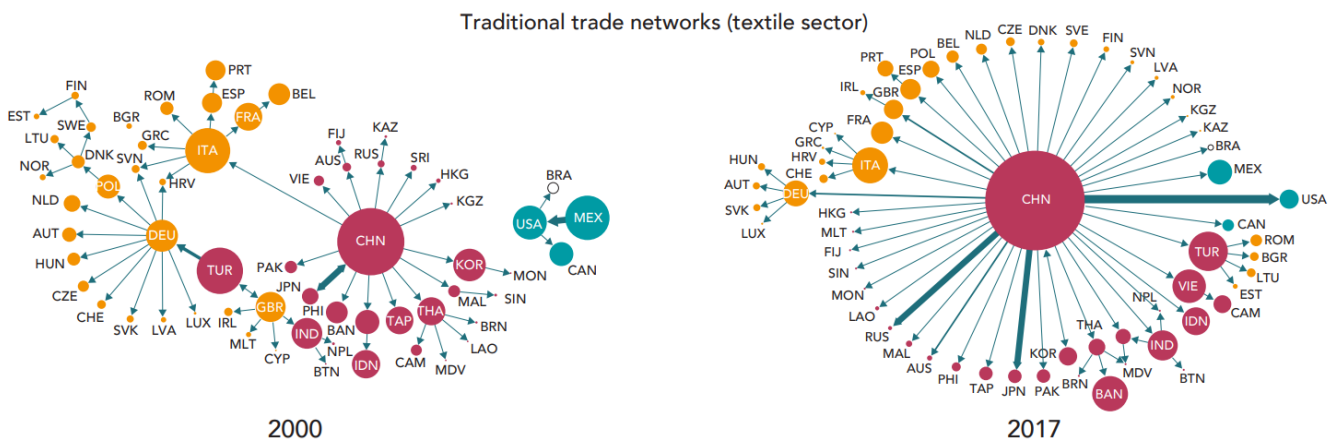 Traditional trade networks (textile sector)
FIN
EST
SWE
LTU
NOR
DNK
POL
BGR
ROM
GRC
SVN
HRV
ITA
PRT
ESP
FRA
BEL
NLD
AUT
HUN
CZE
CHE
SVK
LVA
LUX
DEU
TUR
GBR
IRL
MLT
CYP
IND
NPL
BTN
FIJ
AUS
VIE
KAZ
RUS
SRI
HKG
KGZ
CHN
PAK
JPN
PHI
BAN
IDN
TAP
THA
CAM
KOR
MON
MAL
SIN
BRN
LAO
MDV
BRA
USA
MEX
CAN
2000
PRT
IRL
ESP
GBR
POL
BEL
NLD
CZE
DNK
SVE
FIN
SVN
LVA
NOR
KGZ
KAZ
BRA
MEX
USA
CAN
FRA
CYP
GRC
HRV
CHE
ITA
HUN
AUT
SVK
LUX
DEU
CHN
HKG
MLT
FIJ
SIN
MON
LAO
RUS
MAL
AUS
PHI
TAP
JPN
PAK
KOR
BRN
THA
BAN
MDV
NPL
IND
BTN
IDN
VIE
CAM
TUR
ROM
BGR
LTU
EST
2017